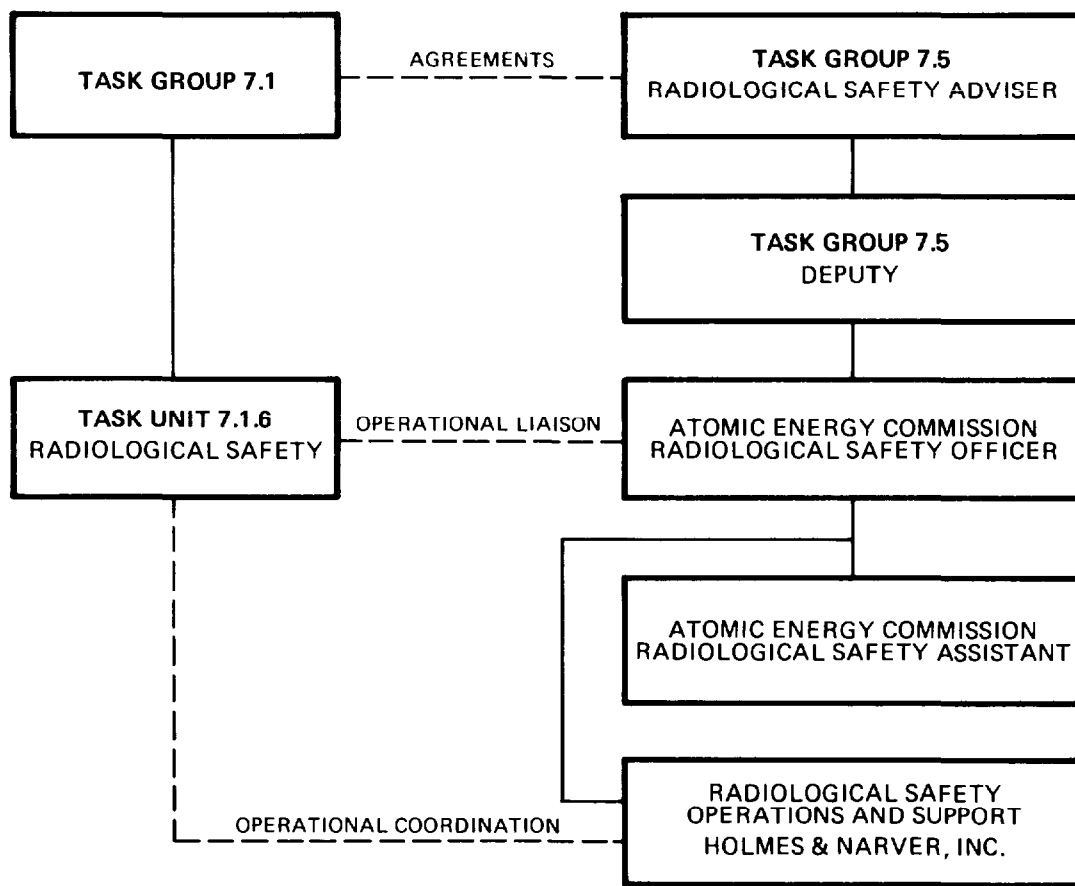 TASK GROUP 7.1
AGREEMENTS
TASK GROUP 7.5
RADIOLOGICAL SAFETY ADVISER
TASK GROUP 7.5
DEPUTY
TASK UNIT 7.1.6
RADIOLOGICAL SAFETY
OPERATIONAL LIAISON
ATOMIC ENERGY COMMISSION
RADIOLOGICAL SAFETY OFFICER
ATOMIC ENERGY COMMISSION
RADIOLOGICAL SAFETY ASSISTANT
OPERATIONAL COORDINATION
RADIOLOGICAL SAFETY
OPERATIONS AND SUPPORT
HOLMES & NARVER, INC.